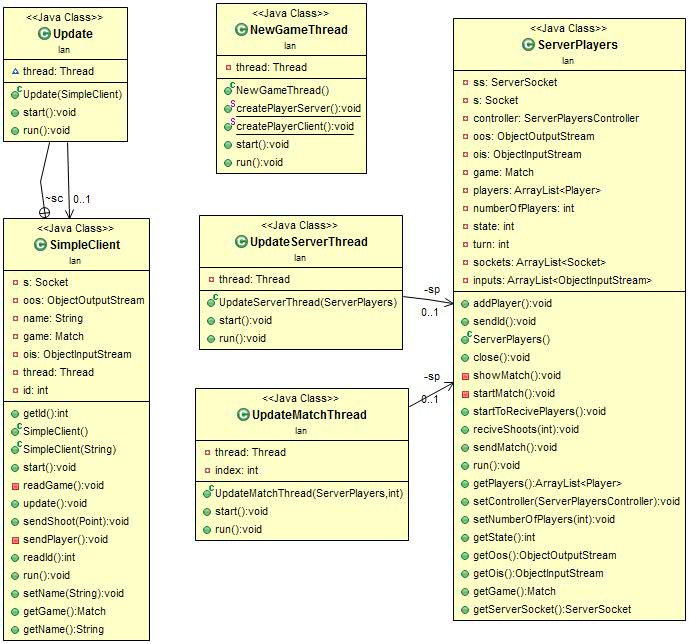 <<Java Class>>
Update
lan
thread: Thread
Update(SimpleClient)
start():void
run():void
~sc
0..1
<<Java Class>>
SimpleClient
lan
s: Socket
oos: ObjectOutputStream
name: String
game: Match
ois: ObjectInputStream
thread: Thread
id: int
getId():int
SimpleClient()
SimpleClient(String)
start():void
readGame():void
update():void
sendShoot(Point):void
sendPlayer():void
readId():int
run():void
setName(String):void
getGame():Match
getName():String
<<Java Class>>
NewGameThread
lan
thread: Thread
NewGameThread()
createPlayerServer():void
createPlayerClient():void
start():void
run():void
<<Java Class>>
UpdateServerThread
lan
thread: Thread
UpdateServerThread(ServerPlayers)
start():void
run():void
-sp
0..1
<<Java Class>>
UpdateMatchThread
lan
thread: Thread
index: int
UpdateMatchThread(ServerPlayers,int)
start():void
run():void
-sp
0..1
<<Java Class>>
ServerPlayers
lan
ss: ServerSocket
s: Socket
controller: ServerPlayersController
oos: ObjectOutputStream
ois: ObjectInputStream
game: Match
players: ArrayList<Player>
numberOfPlayers: int
state: int
turn: int
sockets: ArrayList<Socket>
inputs: ArrayList<ObjectInputStream>
addPlayer():void
sendId():void
ServerPlayers()
close():void
showMatch():void
startMatch():void
startToRecivePlayers():void
reciveShoots(int):void
sendMatch():void
run():void
getPlayers():ArrayList<Player>
setController(ServerPlayersController):void
setNumberOfPlayers(int):void
getState():int
getOos():ObjectOutputStream
getOis():ObjectInputStream
getGame():Match
getServerSocket():ServerSocket